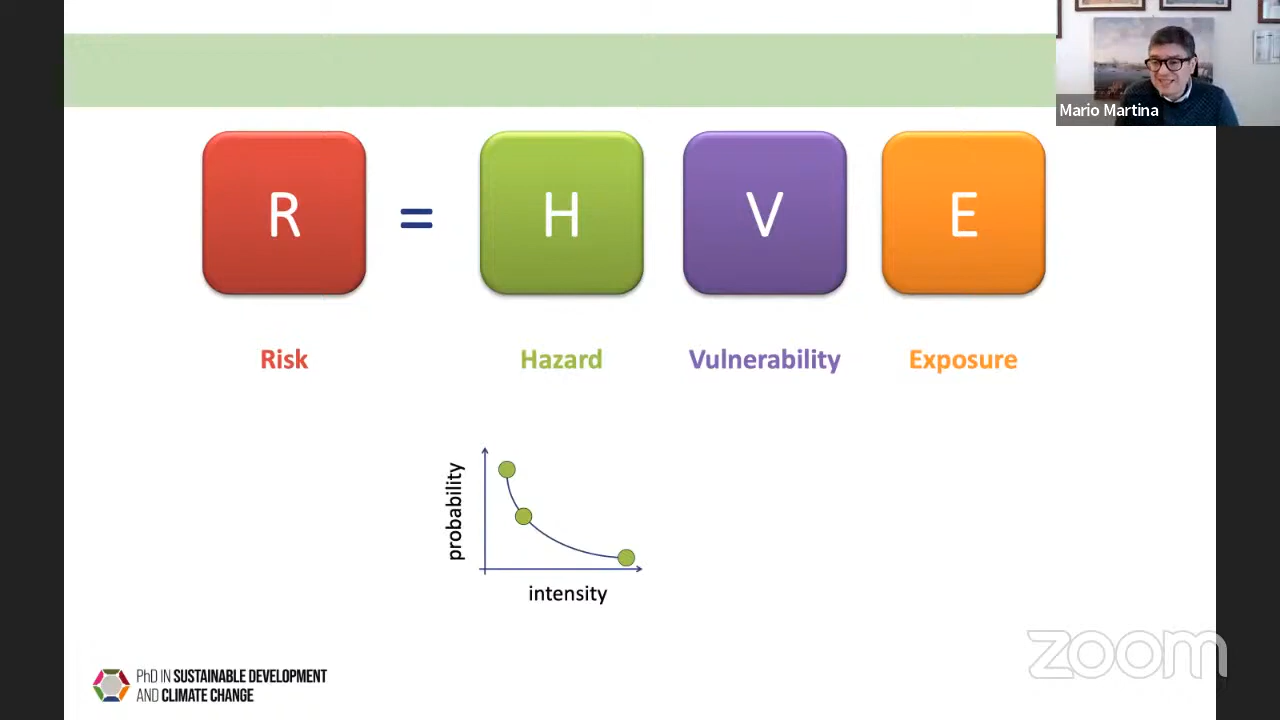 Mario Martina
R = H V E
Risk Hazard Vulnerability Exposure
probability
intensity
PhD IN SUSTAINABLE DEVELOPMENT
AND CLIMATE CHANGE
zoom